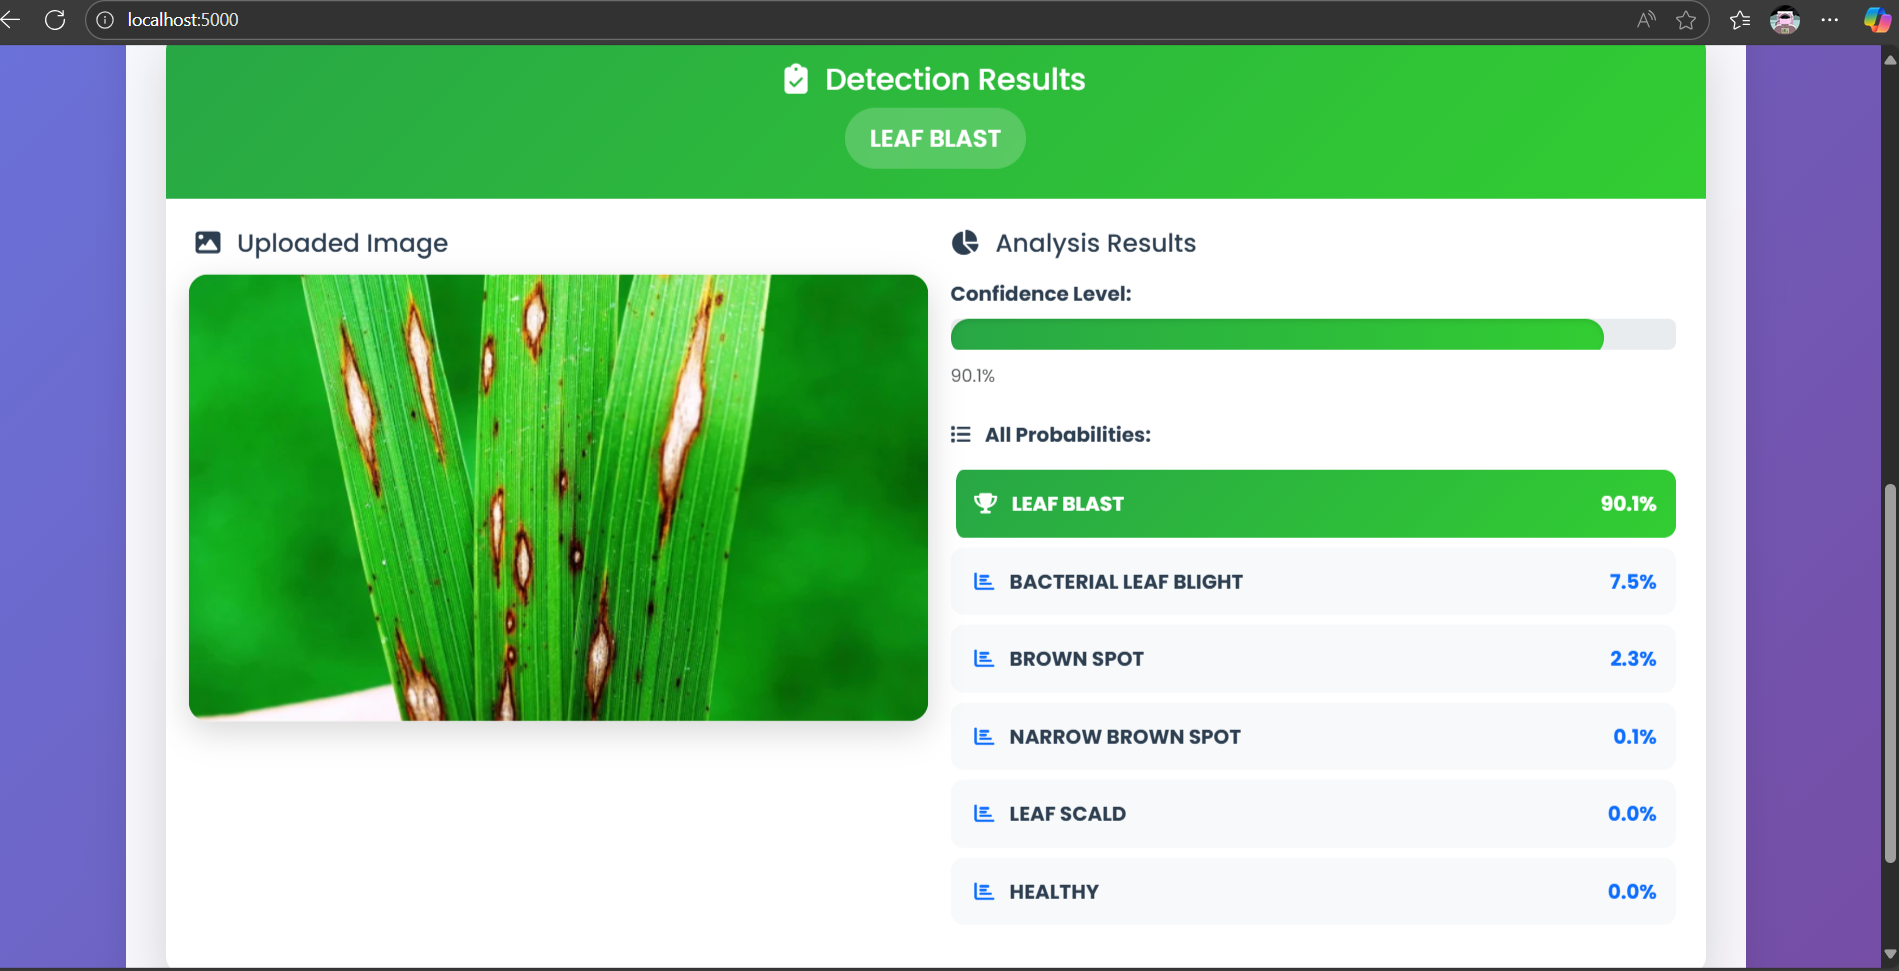 localhost:5000
Detection Results
LEAF BLAST
Uploaded Image
Analysis Results
Confidence Level:
90.1%
All Probabilities:
LEAF BLAST 90.1%
BACTERIAL LEAF BLIGHT 7.5%
BROWN SPOT 2.3%
NARROW BROWN SPOT 0.1%
LEAF SCALD 0.0%
HEALTHY 0.0%